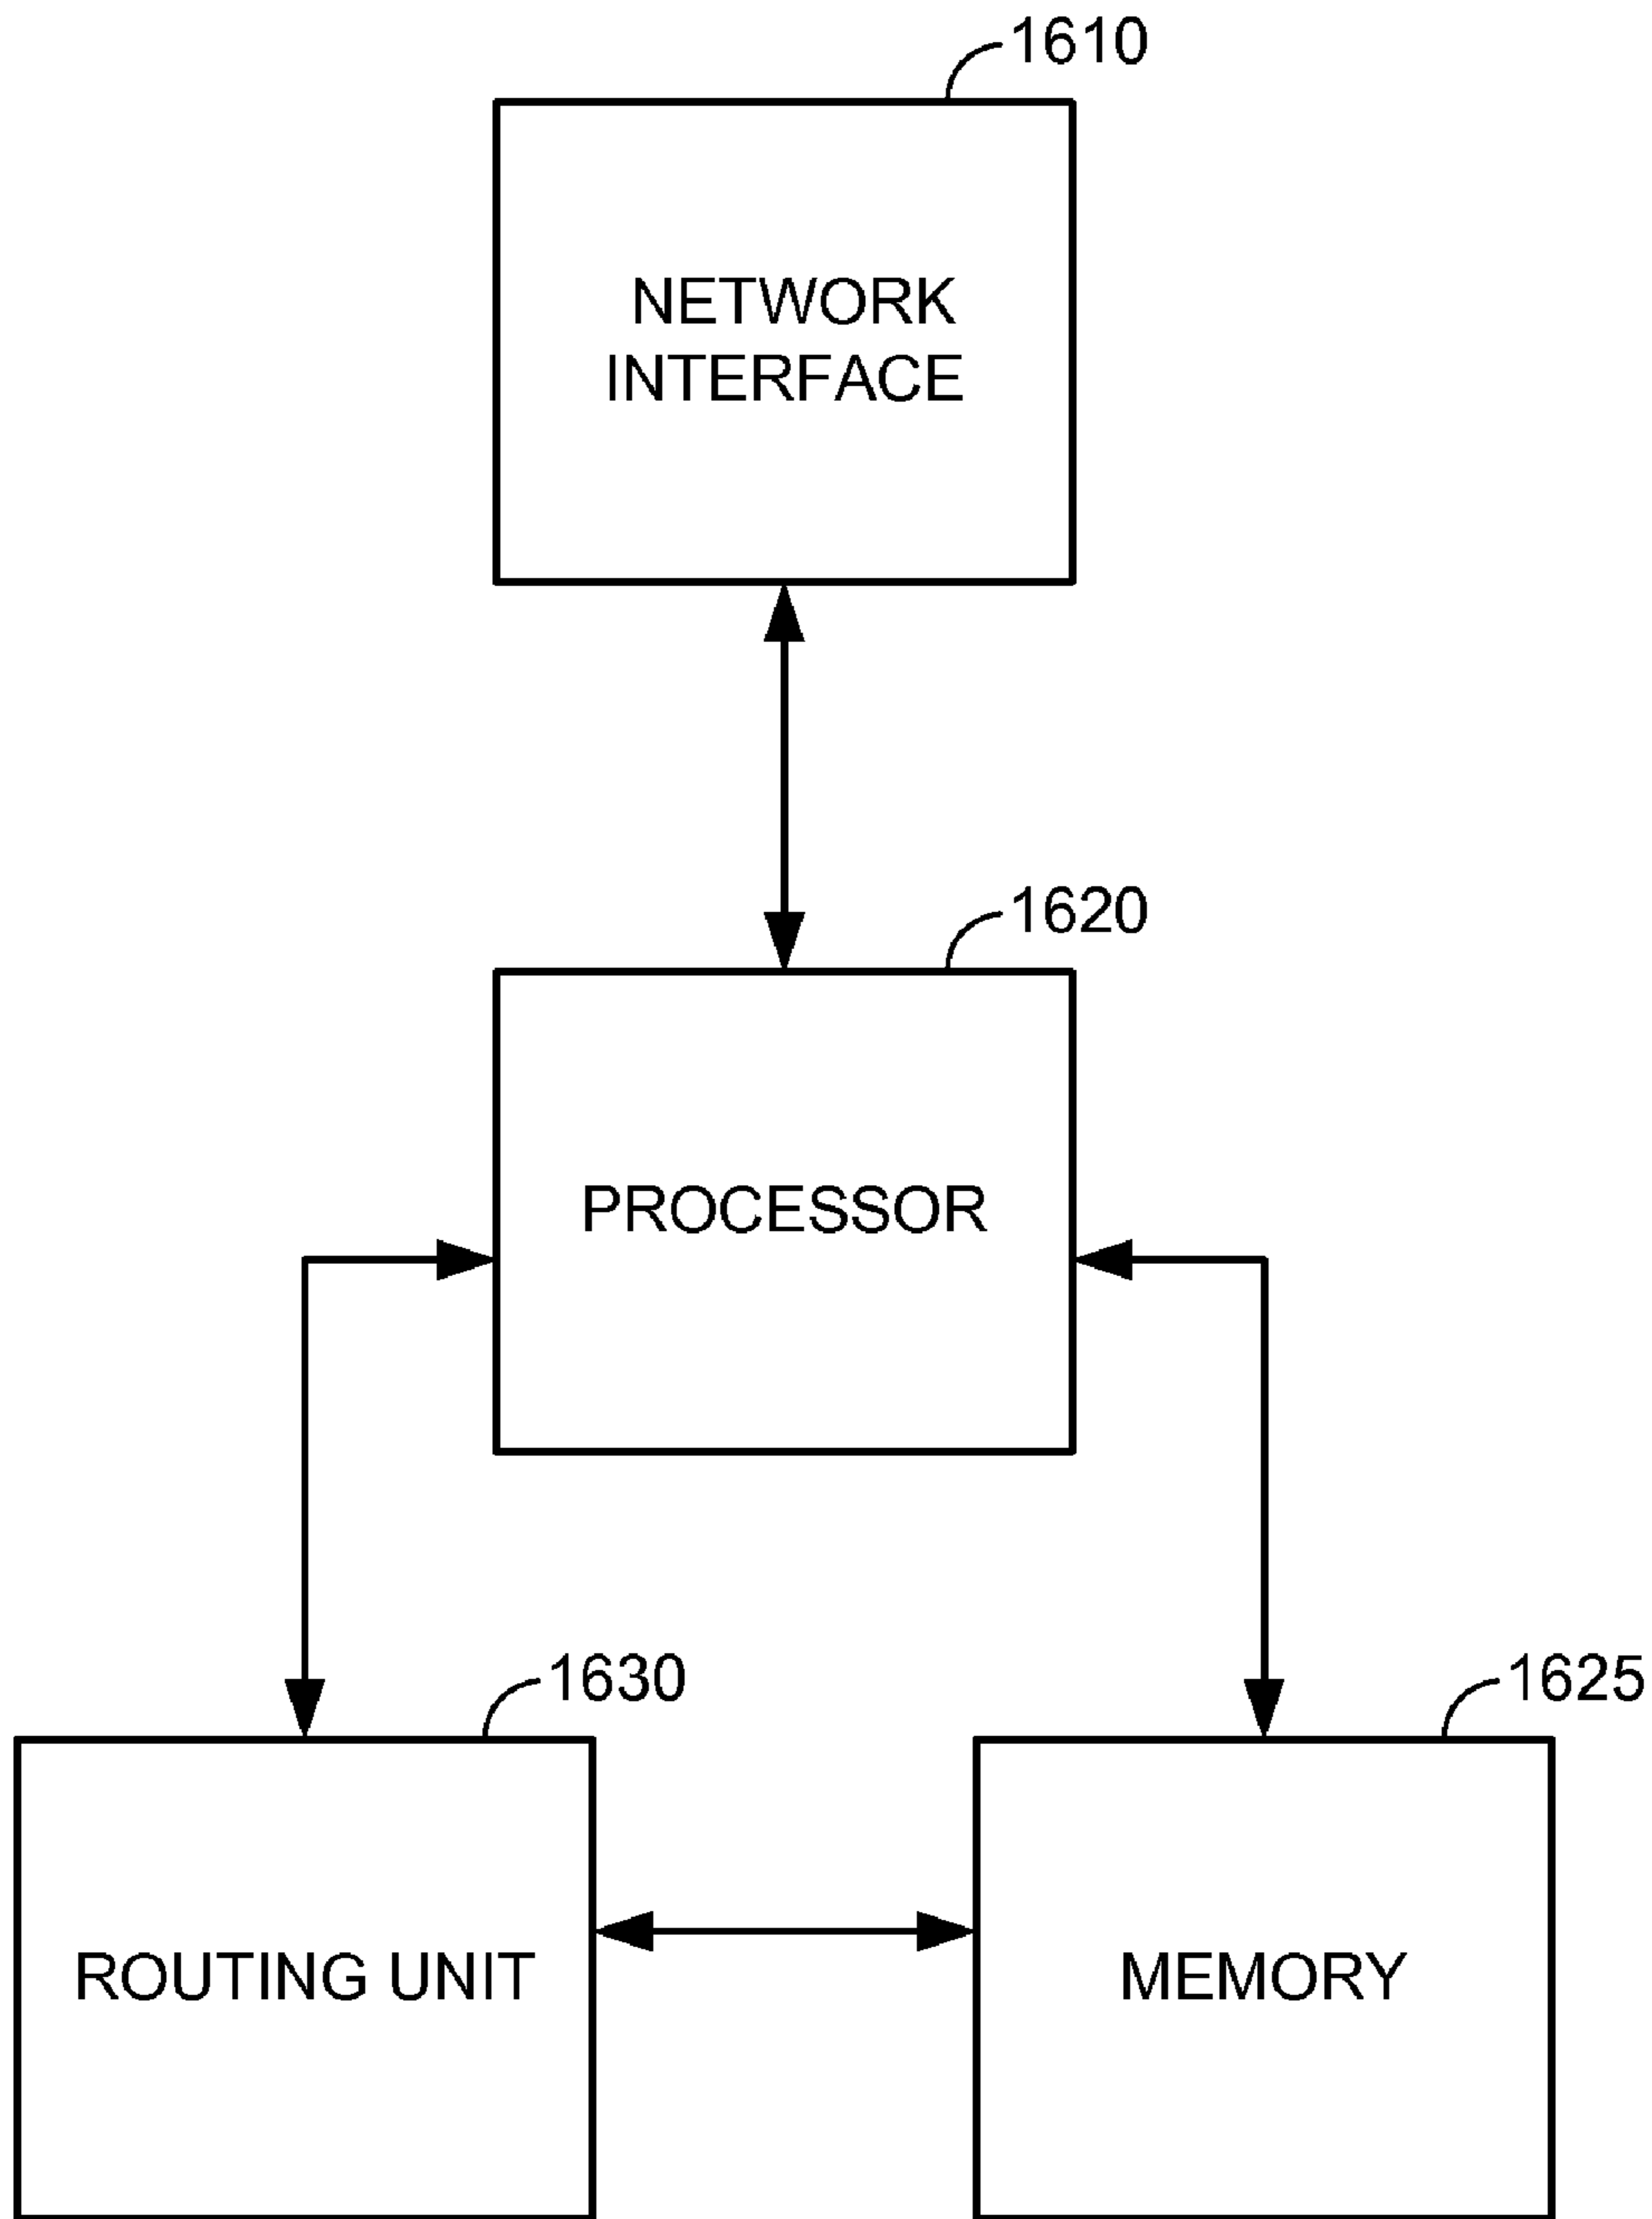 1610
NETWORK
INTERFACE
1620
PROCESSOR
1630
1625
ROUTING UNIT
MEMORY